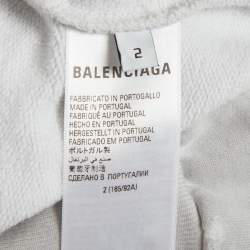 2
BALENCIAGA
FABBRICATO IN PORTOGALLO
MADE IN PORTUGAL
FABRIQUÉ AU PORTUGAL
HECHO EN PORTUGAL
HERGESTELLT IN PORTUGAL
FABRICADO EM PORTUGAL
ポルトガル製
صنع في البرتغال
葡萄牙制造
СДЕЛАНО В ПОРТУГАЛИИ
2 (165/92A)